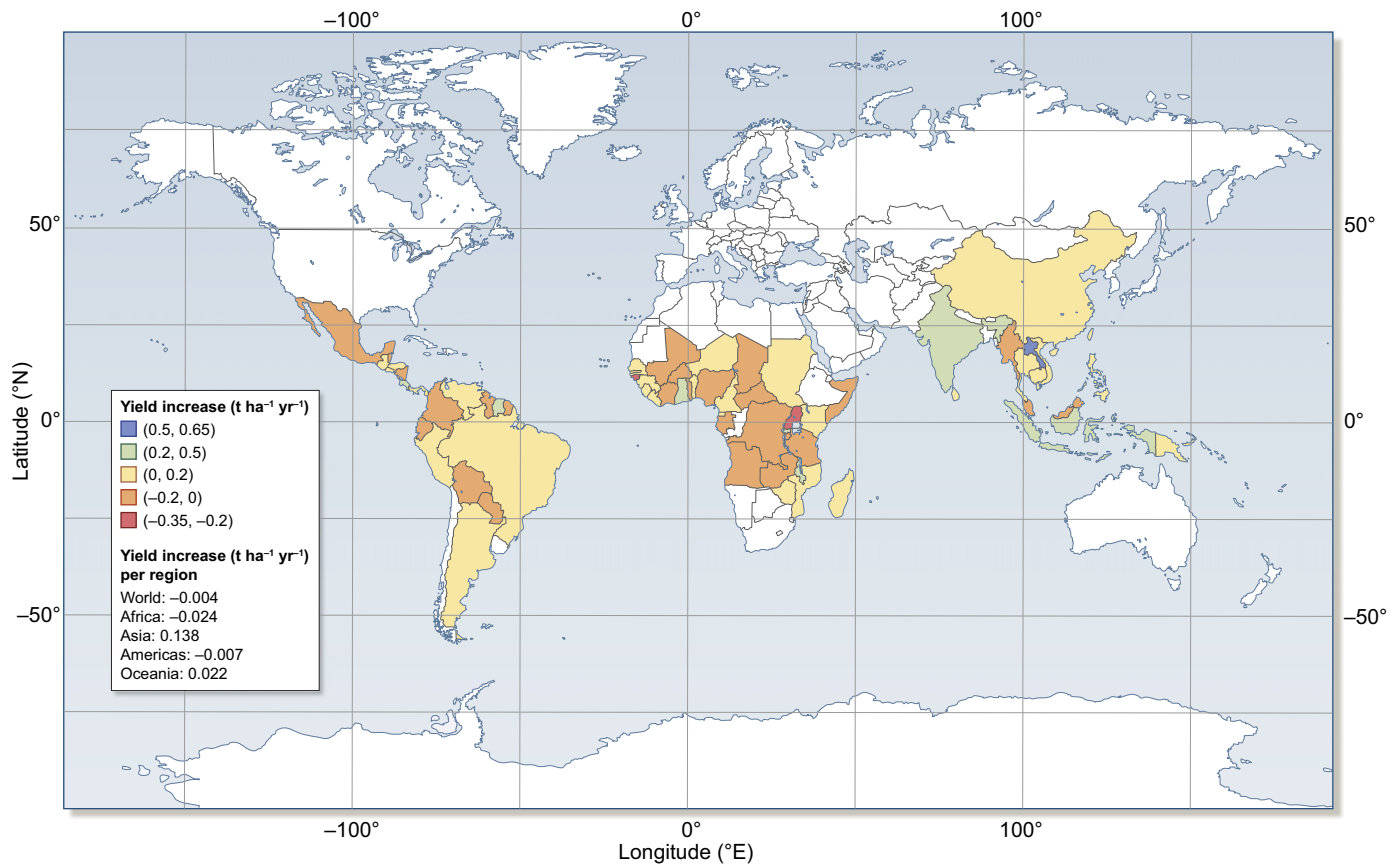 –100° 0° 100°
50° 50°
0° 0°
–50° –50°
Latitude (°N)
Yield increase (t ha⁻¹ yr⁻¹)
(0.5, 0.65)
(0.2, 0.5)
(0, 0.2)
(–0.2, 0)
(–0.35, –0.2)
Yield increase (t ha⁻¹ yr⁻¹)
per region
World: –0.004
Africa: –0.024
Asia: 0.138
Americas: –0.007
Oceania: 0.022
–100° 0° 100°
Longitude (°E)